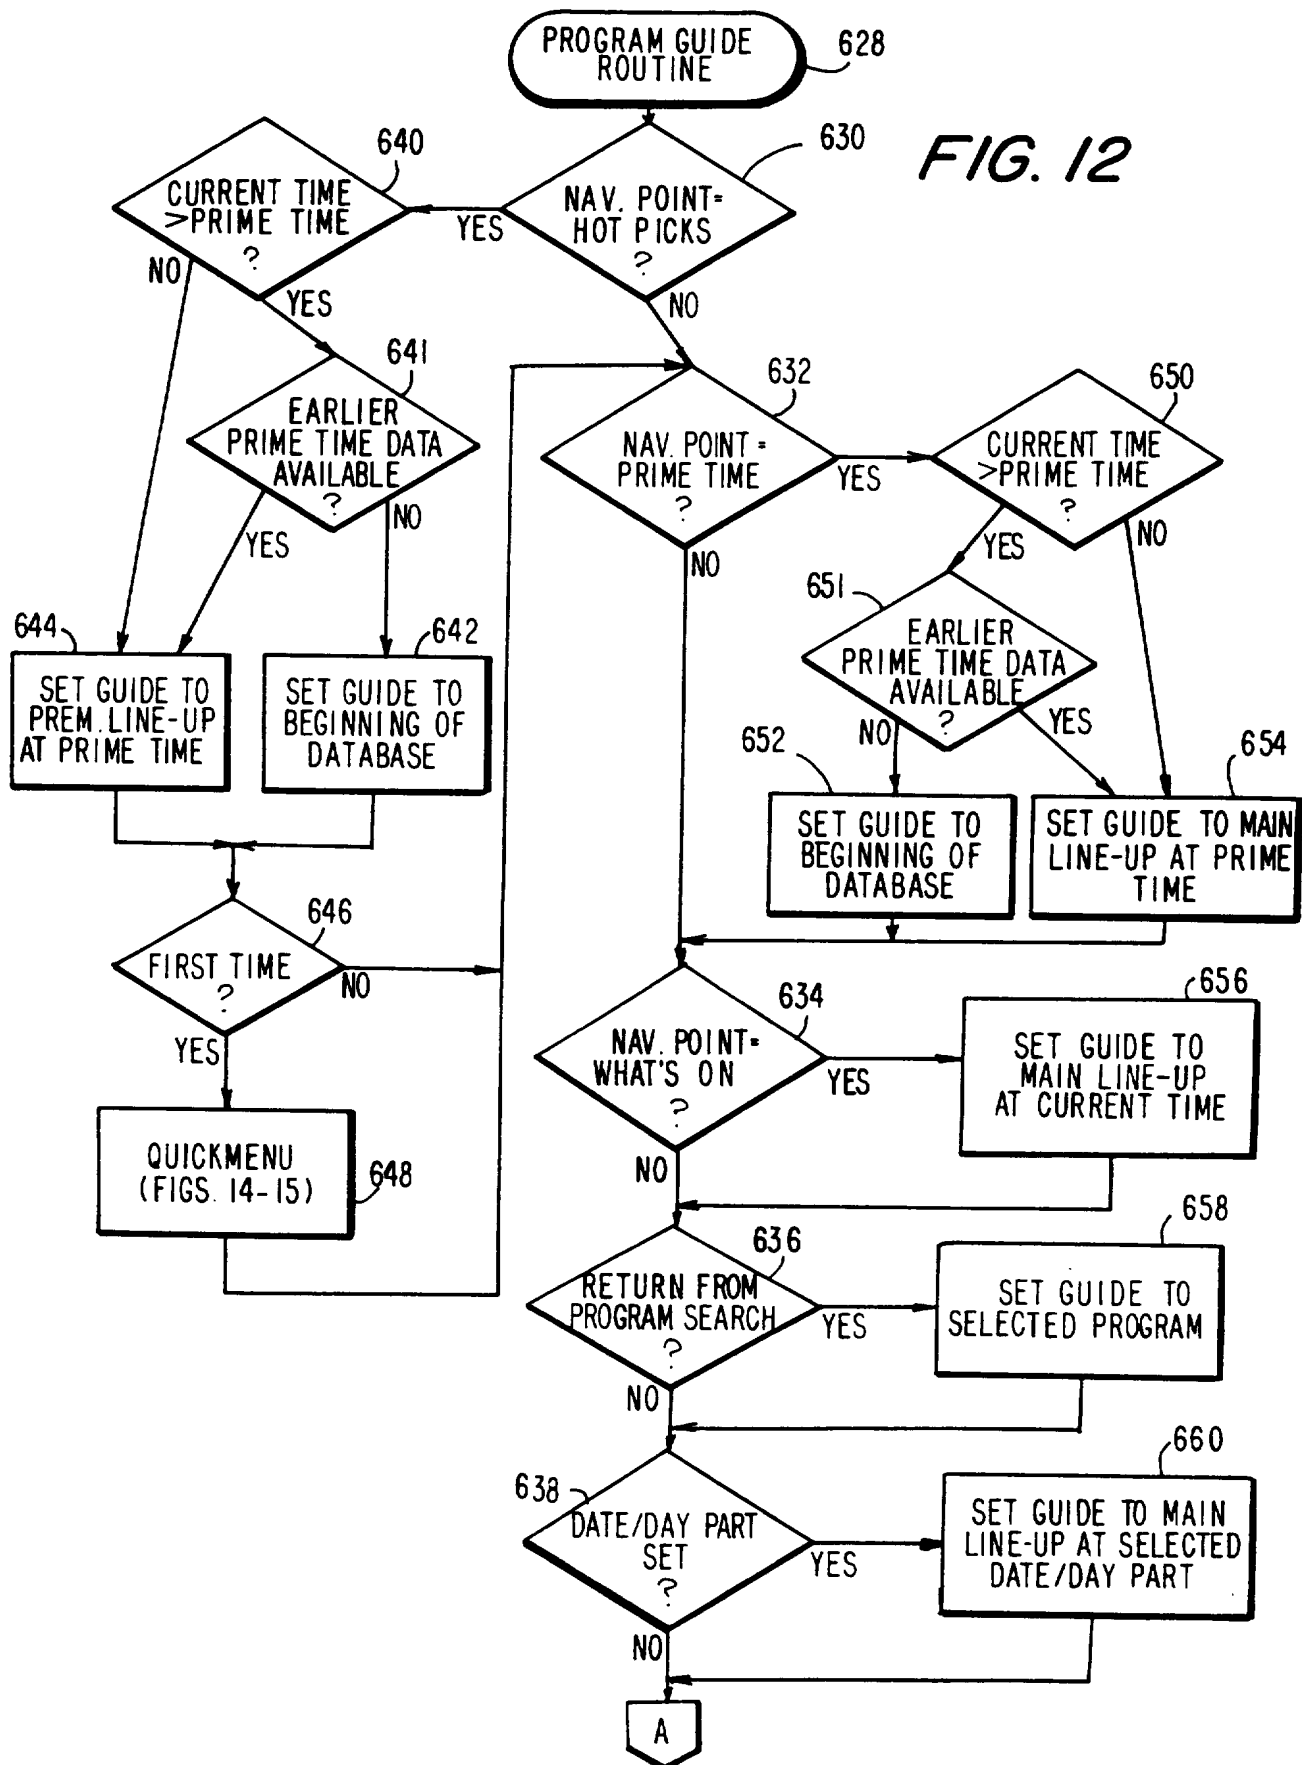 PROGRAM GUIDE
ROUTINE
628
FIG. 12
630
NAV. POINT=
HOT PICKS
?
YES
NO
640
CURRENT TIME
>PRIME TIME
?
NO
YES
641
EARLIER
PRIME TIME DATA
AVAILABLE
?
YES
NO
644
SET GUIDE TO
PREM. LINE-UP
AT PRIME TIME
642
SET GUIDE TO
BEGINNING OF
DATABASE
646
FIRST TIME
?
NO
YES
QUICKMENU
(FIGS. 14-15)
648
632
NAV. POINT=
PRIME TIME
?
YES
NO
650
CURRENT TIME
>PRIME TIME
?
YES
NO
651
EARLIER
PRIME TIME DATA
AVAILABLE
?
NO
YES
652
SET GUIDE TO
BEGINNING OF
DATABASE
654
SET GUIDE TO MAIN
LINE-UP AT PRIME
TIME
634
NAV. POINT=
WHAT'S ON
?
YES
NO
656
SET GUIDE TO
MAIN LINE-UP
AT CURRENT TIME
636
RETURN FROM
PROGRAM SEARCH
?
YES
NO
658
SET GUIDE TO
SELECTED PROGRAM
638
DATE/DAY PART
SET
?
YES
NO
660
SET GUIDE TO MAIN
LINE-UP AT SELECTED
DATE/DAY PART
A